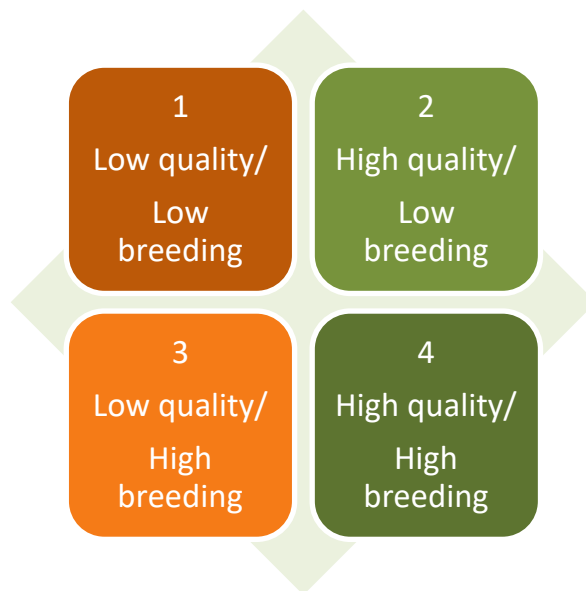 1
Low quality/
Low
breeding
2
High quality/
Low
breeding
3
Low quality/
High
breeding
4
High quality/
High
breeding